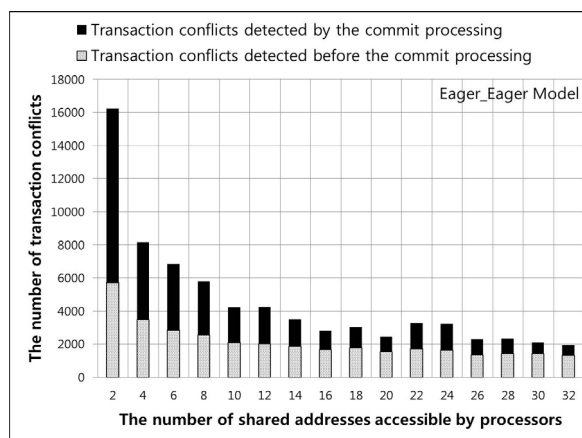 Transaction conflicts detected by the commit processing
Transaction conflicts detected before the commit processing
Eager_Eager Model
The number of transaction conflicts
18000
16000
14000
12000
10000
8000
6000
4000
2000
0
2 4 6 8 10 12 14 16 18 20 22 24 26 28 30 32
The number of shared addresses accessible by processors